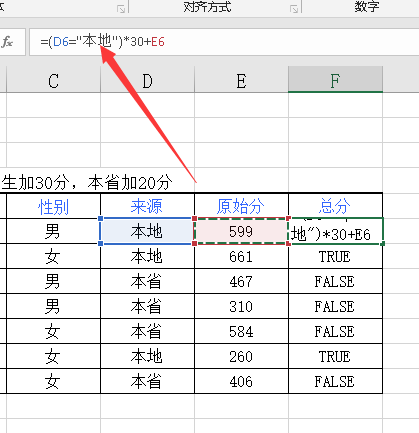 对齐方式 数字
fx =(D6="本地")*30+E6
C D E F
生加30分，本省加20分
性别 来源 原始分 总分
男 本地 599 地")*30+E6
女 本地 661 TRUE
男 本省 467 FALSE
男 本省 310 FALSE
女 本省 584 FALSE
女 本地 260 TRUE
女 本省 406 FALSE